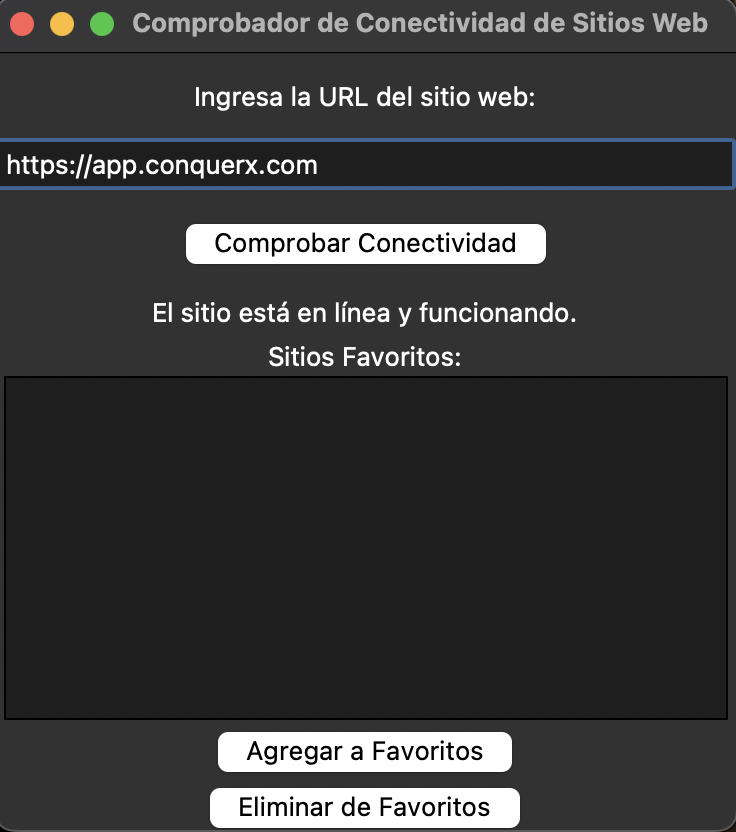 Comprobador de Conectividad de Sitios Web
Ingresa la URL del sitio web:
https://app.conquerx.com
Comprobar Conectividad
El sitio está en línea y funcionando.
Sitios Favoritos:
Agregar a Favoritos
Eliminar de Favoritos